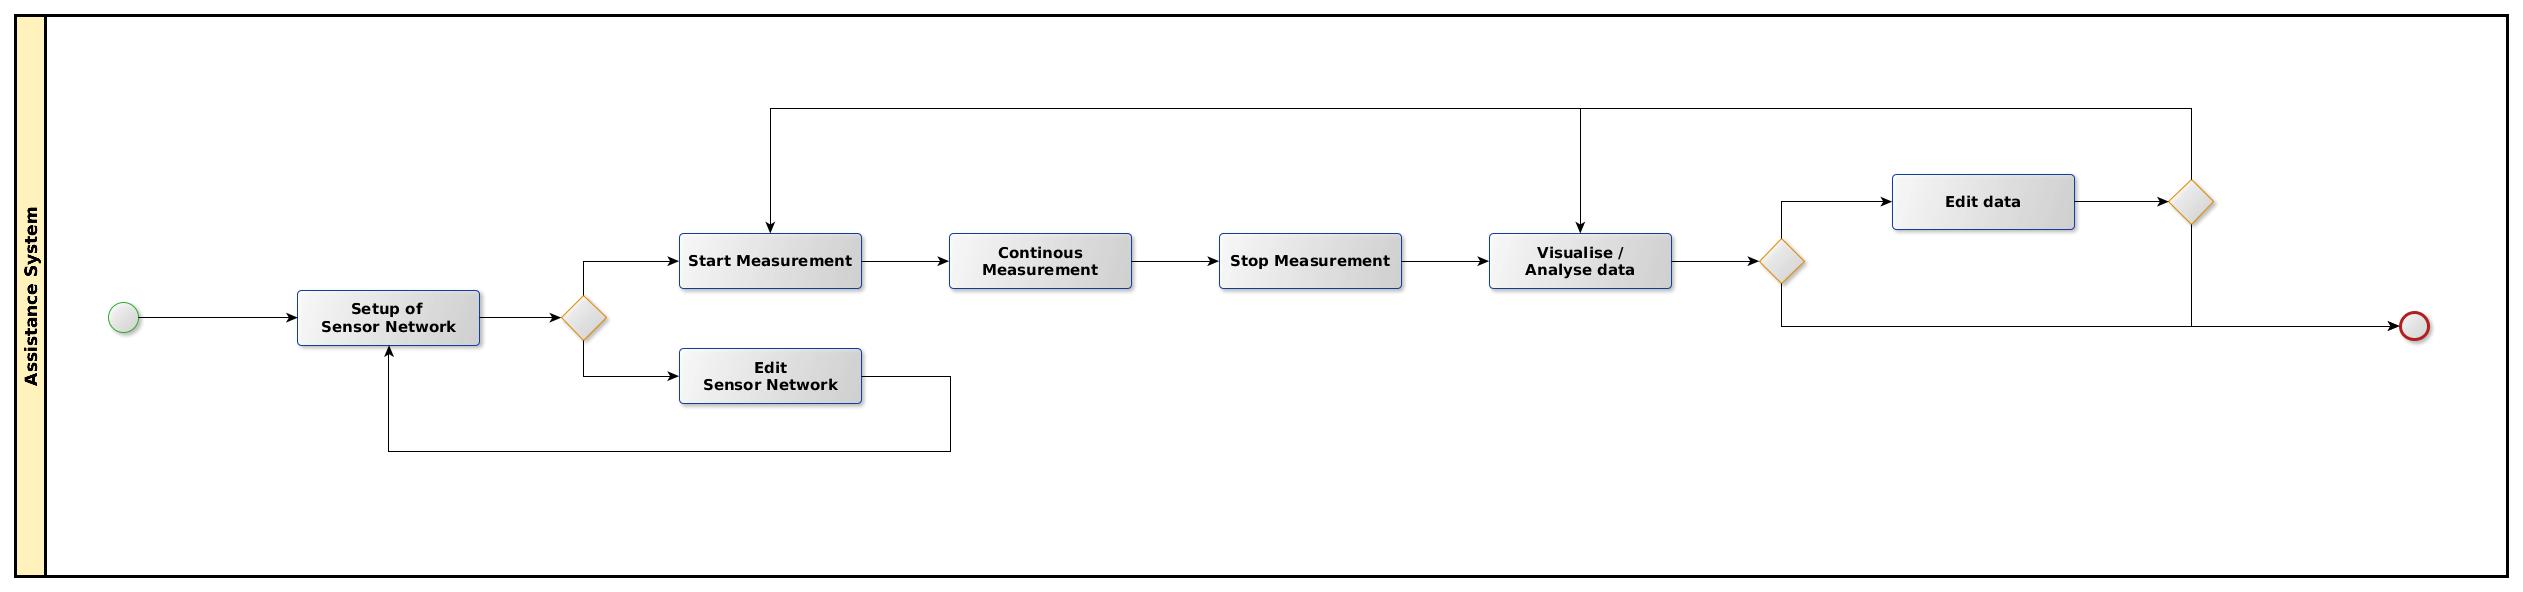 Assistance System
Setup of
Sensor Network
Start Measurement
Edit
Sensor Network
Continous
Measurement
Stop Measurement
Visualise /
Analyse data
Edit data